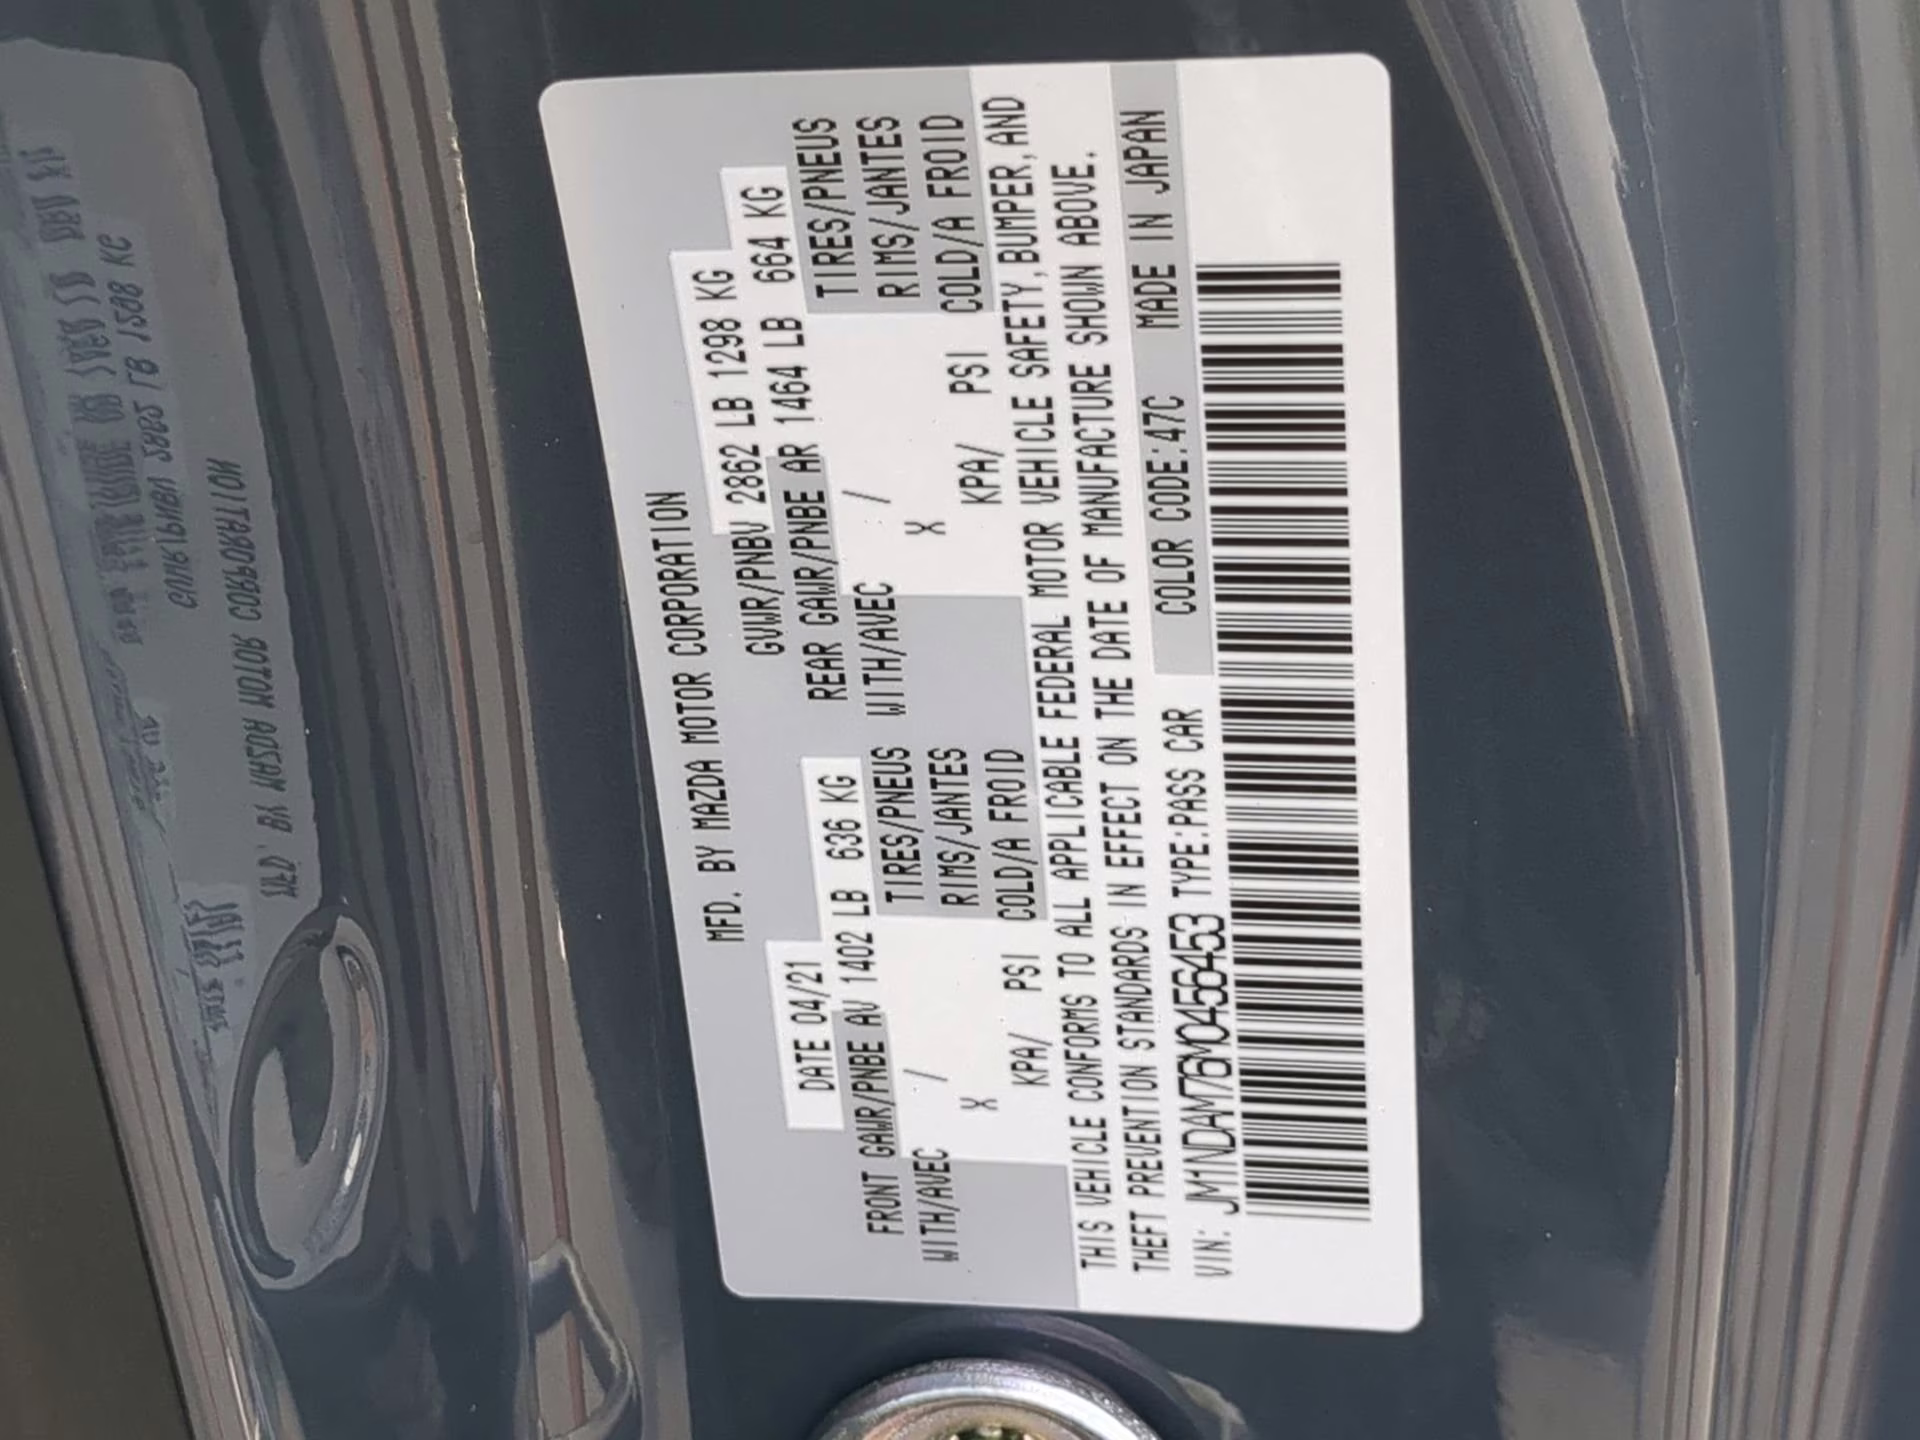 MFD. BY MAZDA MOTOR CORPORATION
DATE 04/21 GVWR/PNBV 2862 LB 1298 KG
FRONT GAWR/PNBE AV 1402 LB 636 KG REAR GAWR/PNBE AR 1464 LB 664 KG
WITH/AVEC / TIRES/PNEUS WITH/AVEC / TIRES/PNEUS
X RIMS/JANTES X RIMS/JANTES
KPA/ PSI COLD/A FROID KPA/ PSI COLD/A FROID
THIS VEHICLE CONFORMS TO ALL APPLICABLE FEDERAL MOTOR VEHICLE SAFETY, BUMPER, AND
THEFT PREVENTION STANDARDS IN EFFECT ON THE DATE OF MANUFACTURE SHOWN ABOVE.
VIN: JM1NDAM76M0456453 TYPE:PASS CAR COLOR CODE:47C MADE IN JAPAN